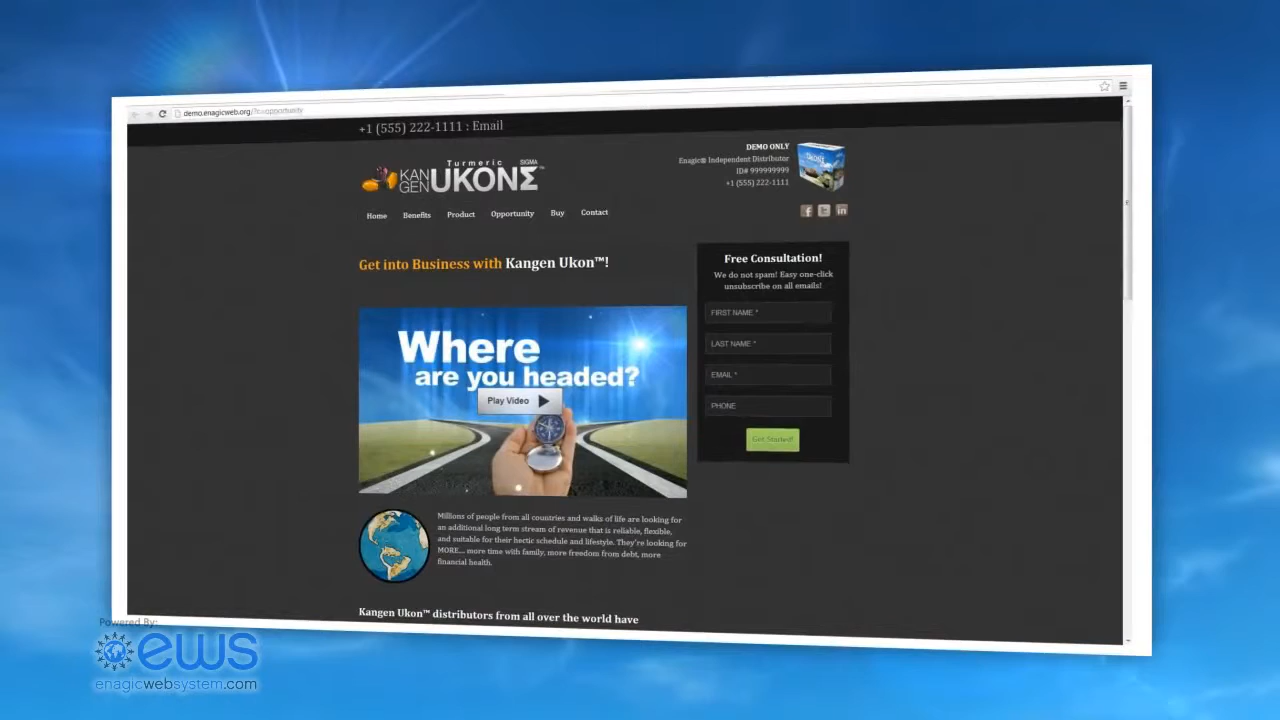 demo.enagicweb.org/?s=opportunity
+1 (555) 222-1111 : Email
Turmeric SIGMA
KANGEN UKONΣ™
DEMO ONLY
Enagic® Independent Distributor
ID# 999999999
+1 (555) 222-1111
Home Benefits Product Opportunity Buy Contact
Get into Business with Kangen Ukon™!
Where
are you headed?
Play Video
Free Consultation!
We do not spam! Easy one-click
unsubscribe on all emails!
FIRST NAME *
LAST NAME *
EMAIL *
PHONE
Get Started!
Millions of people from all countries and walks of life are looking for
an additional long term stream of revenue that is reliable, flexible,
and suitable for their hectic schedule and lifestyle. They're looking for
MORE... more time with family, more freedom from debt, more
financial health.
Kangen Ukon™ distributors from all over the world have
Powered By:
ews
enagicwebsystem.com